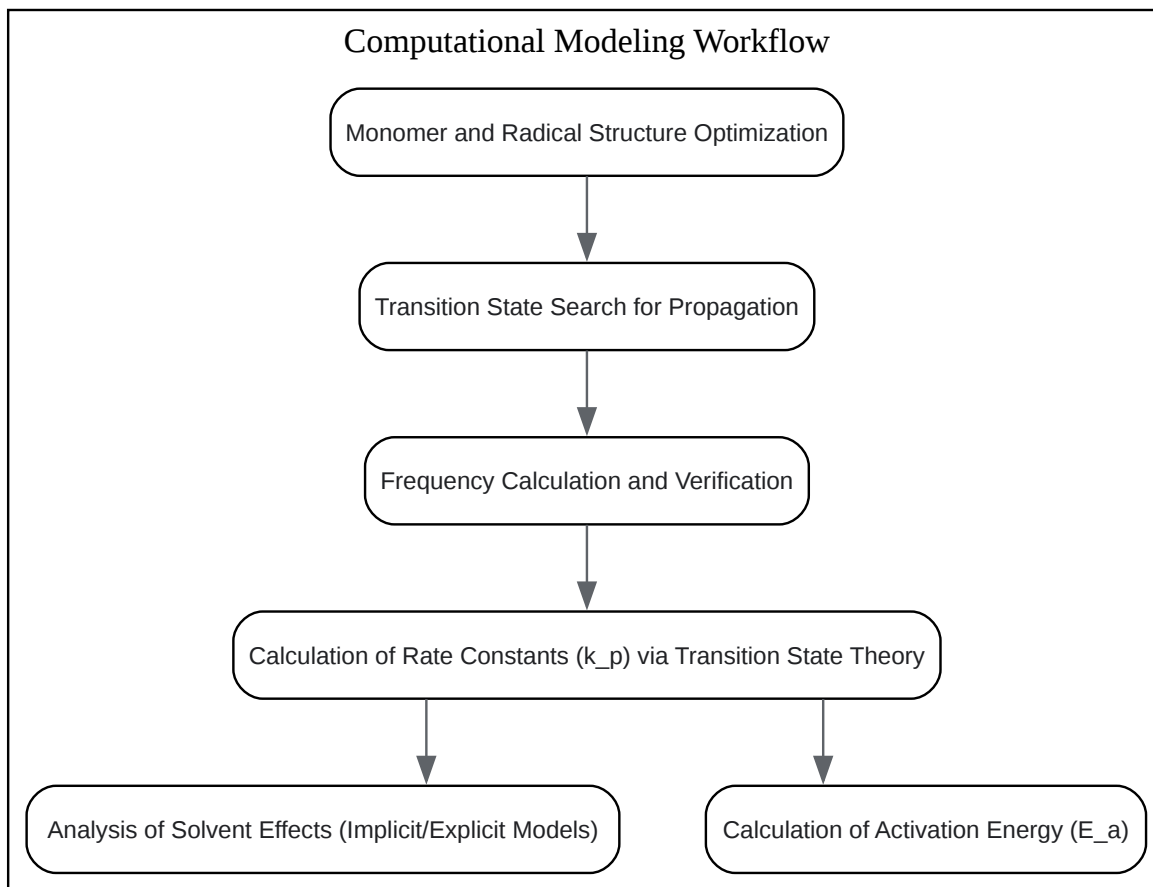 Computational Modeling Workflow
Monomer and Radical Structure Optimization
Transition State Search for Propagation
Frequency Calculation and Verification
Calculation of Rate Constants (k_p) via Transition State Theory
Analysis of Solvent Effects (Implicit/Explicit Models)
Calculation of Activation Energy (E_a)